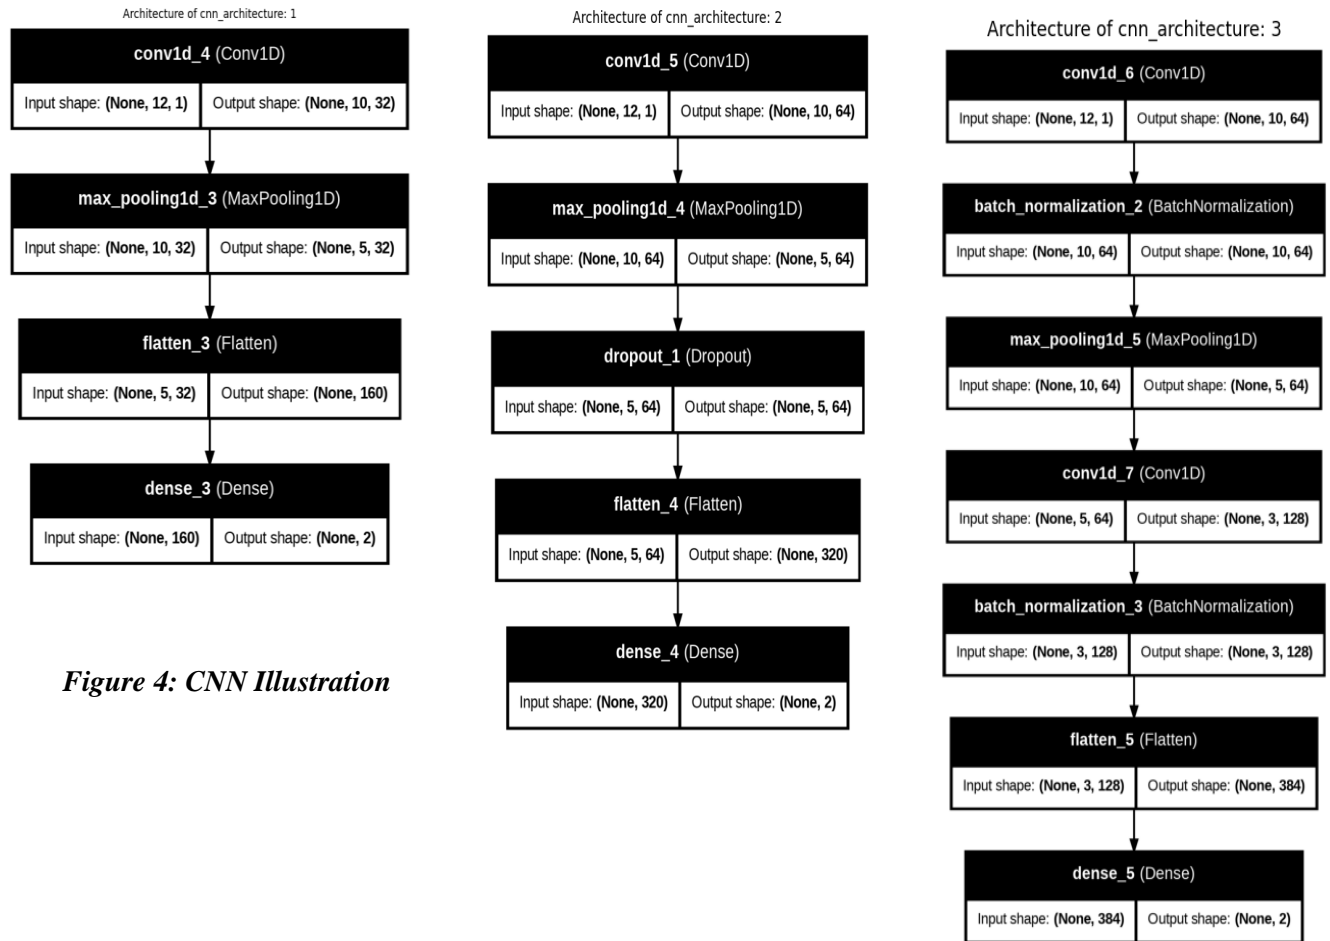 Architecture of cnn_architecture: 1
conv1d_4 (Conv1D)
Input shape: (None, 12, 1) Output shape: (None, 10, 32)
max_pooling1d_3 (MaxPooling1D)
Input shape: (None, 10, 32) Output shape: (None, 5, 32)
flatten_3 (Flatten)
Input shape: (None, 5, 32) Output shape: (None, 160)
dense_3 (Dense)
Input shape: (None, 160) Output shape: (None, 2)
Figure 4: CNN Illustration
Architecture of cnn_architecture: 2
conv1d_5 (Conv1D)
Input shape: (None, 12, 1) Output shape: (None, 10, 64)
max_pooling1d_4 (MaxPooling1D)
Input shape: (None, 10, 64) Output shape: (None, 5, 64)
dropout_1 (Dropout)
Input shape: (None, 5, 64) Output shape: (None, 5, 64)
flatten_4 (Flatten)
Input shape: (None, 5, 64) Output shape: (None, 320)
dense_4 (Dense)
Input shape: (None, 320) Output shape: (None, 2)
Architecture of cnn_architecture: 3
conv1d_6 (Conv1D)
Input shape: (None, 12, 1) Output shape: (None, 10, 64)
batch_normalization_2 (BatchNormalization)
Input shape: (None, 10, 64) Output shape: (None, 10, 64)
max_pooling1d_5 (MaxPooling1D)
Input shape: (None, 10, 64) Output shape: (None, 5, 64)
conv1d_7 (Conv1D)
Input shape: (None, 5, 64) Output shape: (None, 3, 128)
batch_normalization_3 (BatchNormalization)
Input shape: (None, 3, 128) Output shape: (None, 3, 128)
flatten_5 (Flatten)
Input shape: (None, 3, 128) Output shape: (None, 384)
dense_5 (Dense)
Input shape: (None, 384) Output shape: (None, 2)